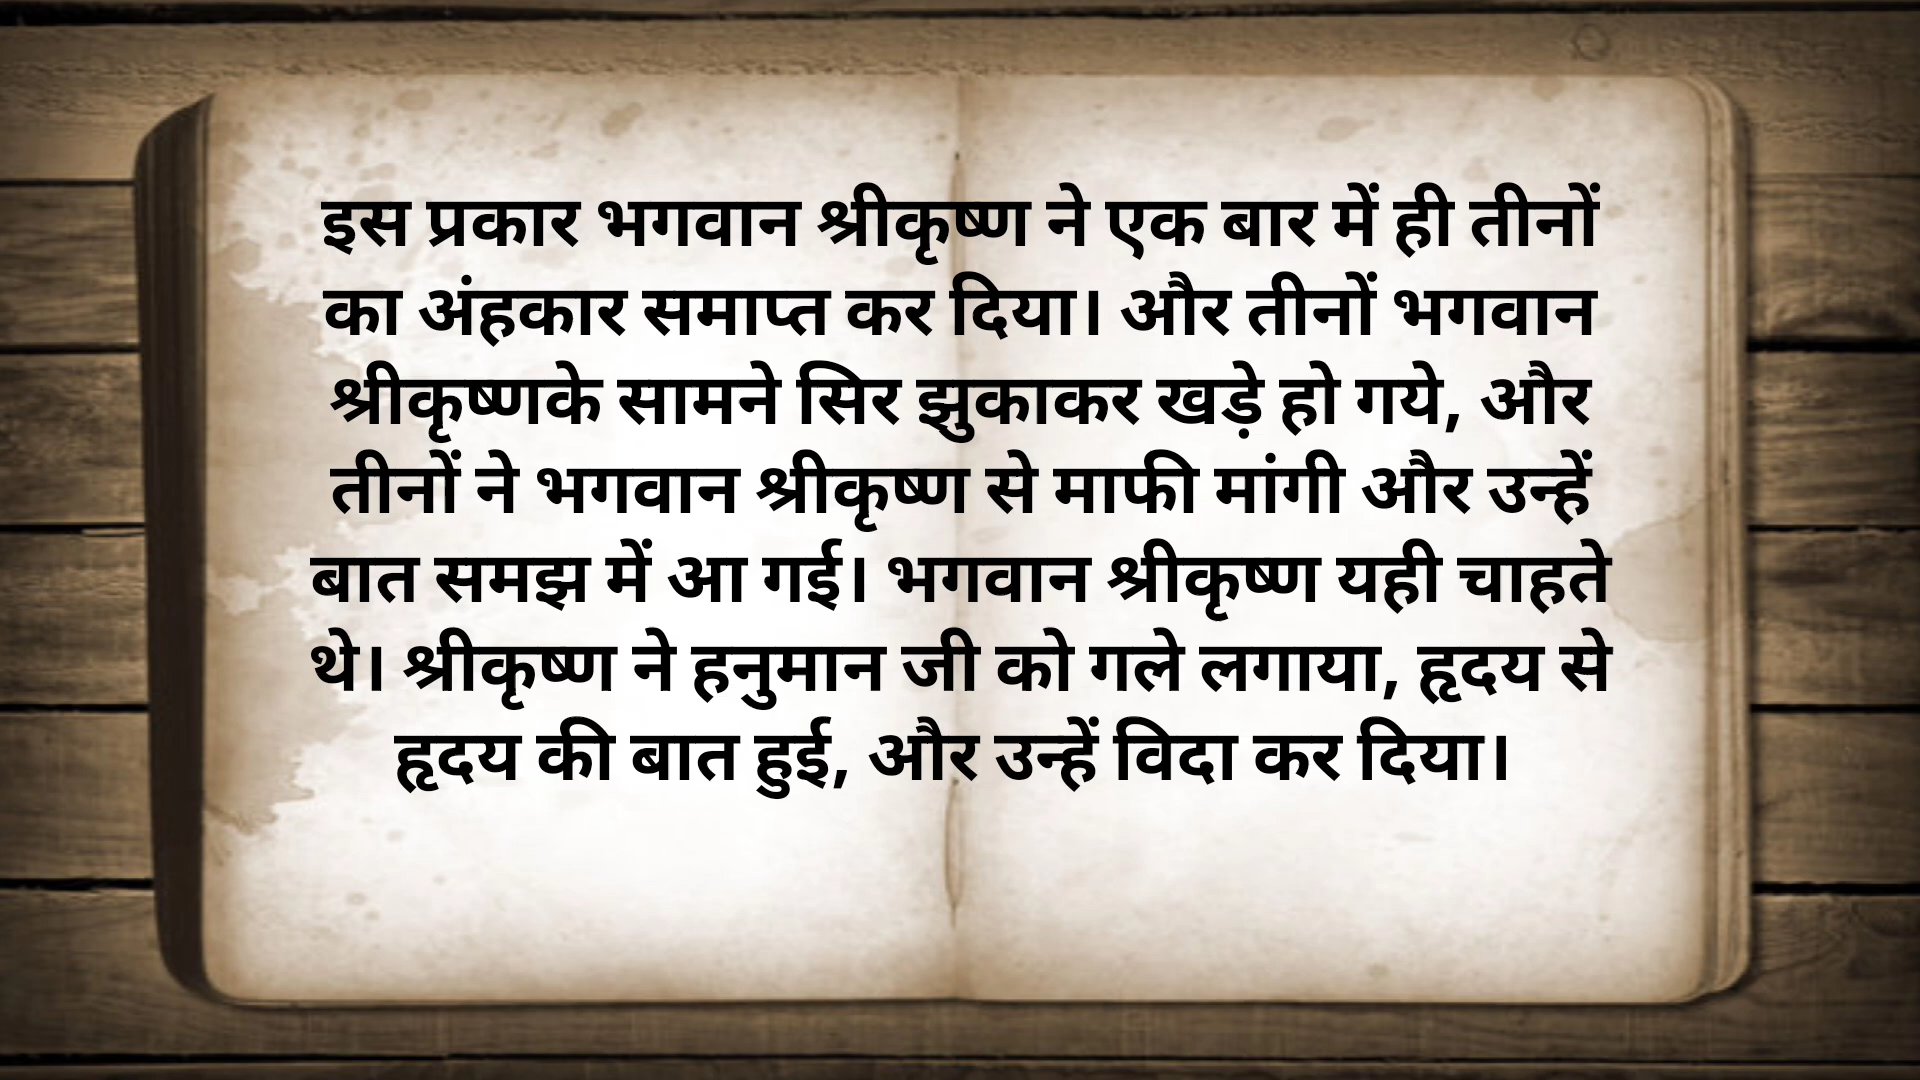 इस प्रकार भगवान श्रीकृष्ण ने एक बार में ही तीनों
का अंहकार समाप्त कर दिया। और तीनों भगवान
श्रीकृष्णके सामने सिर झुकाकर खड़े हो गये, और
तीनों ने भगवान श्रीकृष्ण से माफी मांगी और उन्हें
बात समझ में आ गई। भगवान श्रीकृष्ण यही चाहते
थे। श्रीकृष्ण ने हनुमान जी को गले लगाया, हृदय से
हृदय की बात हुई, और उन्हें विदा कर दिया।